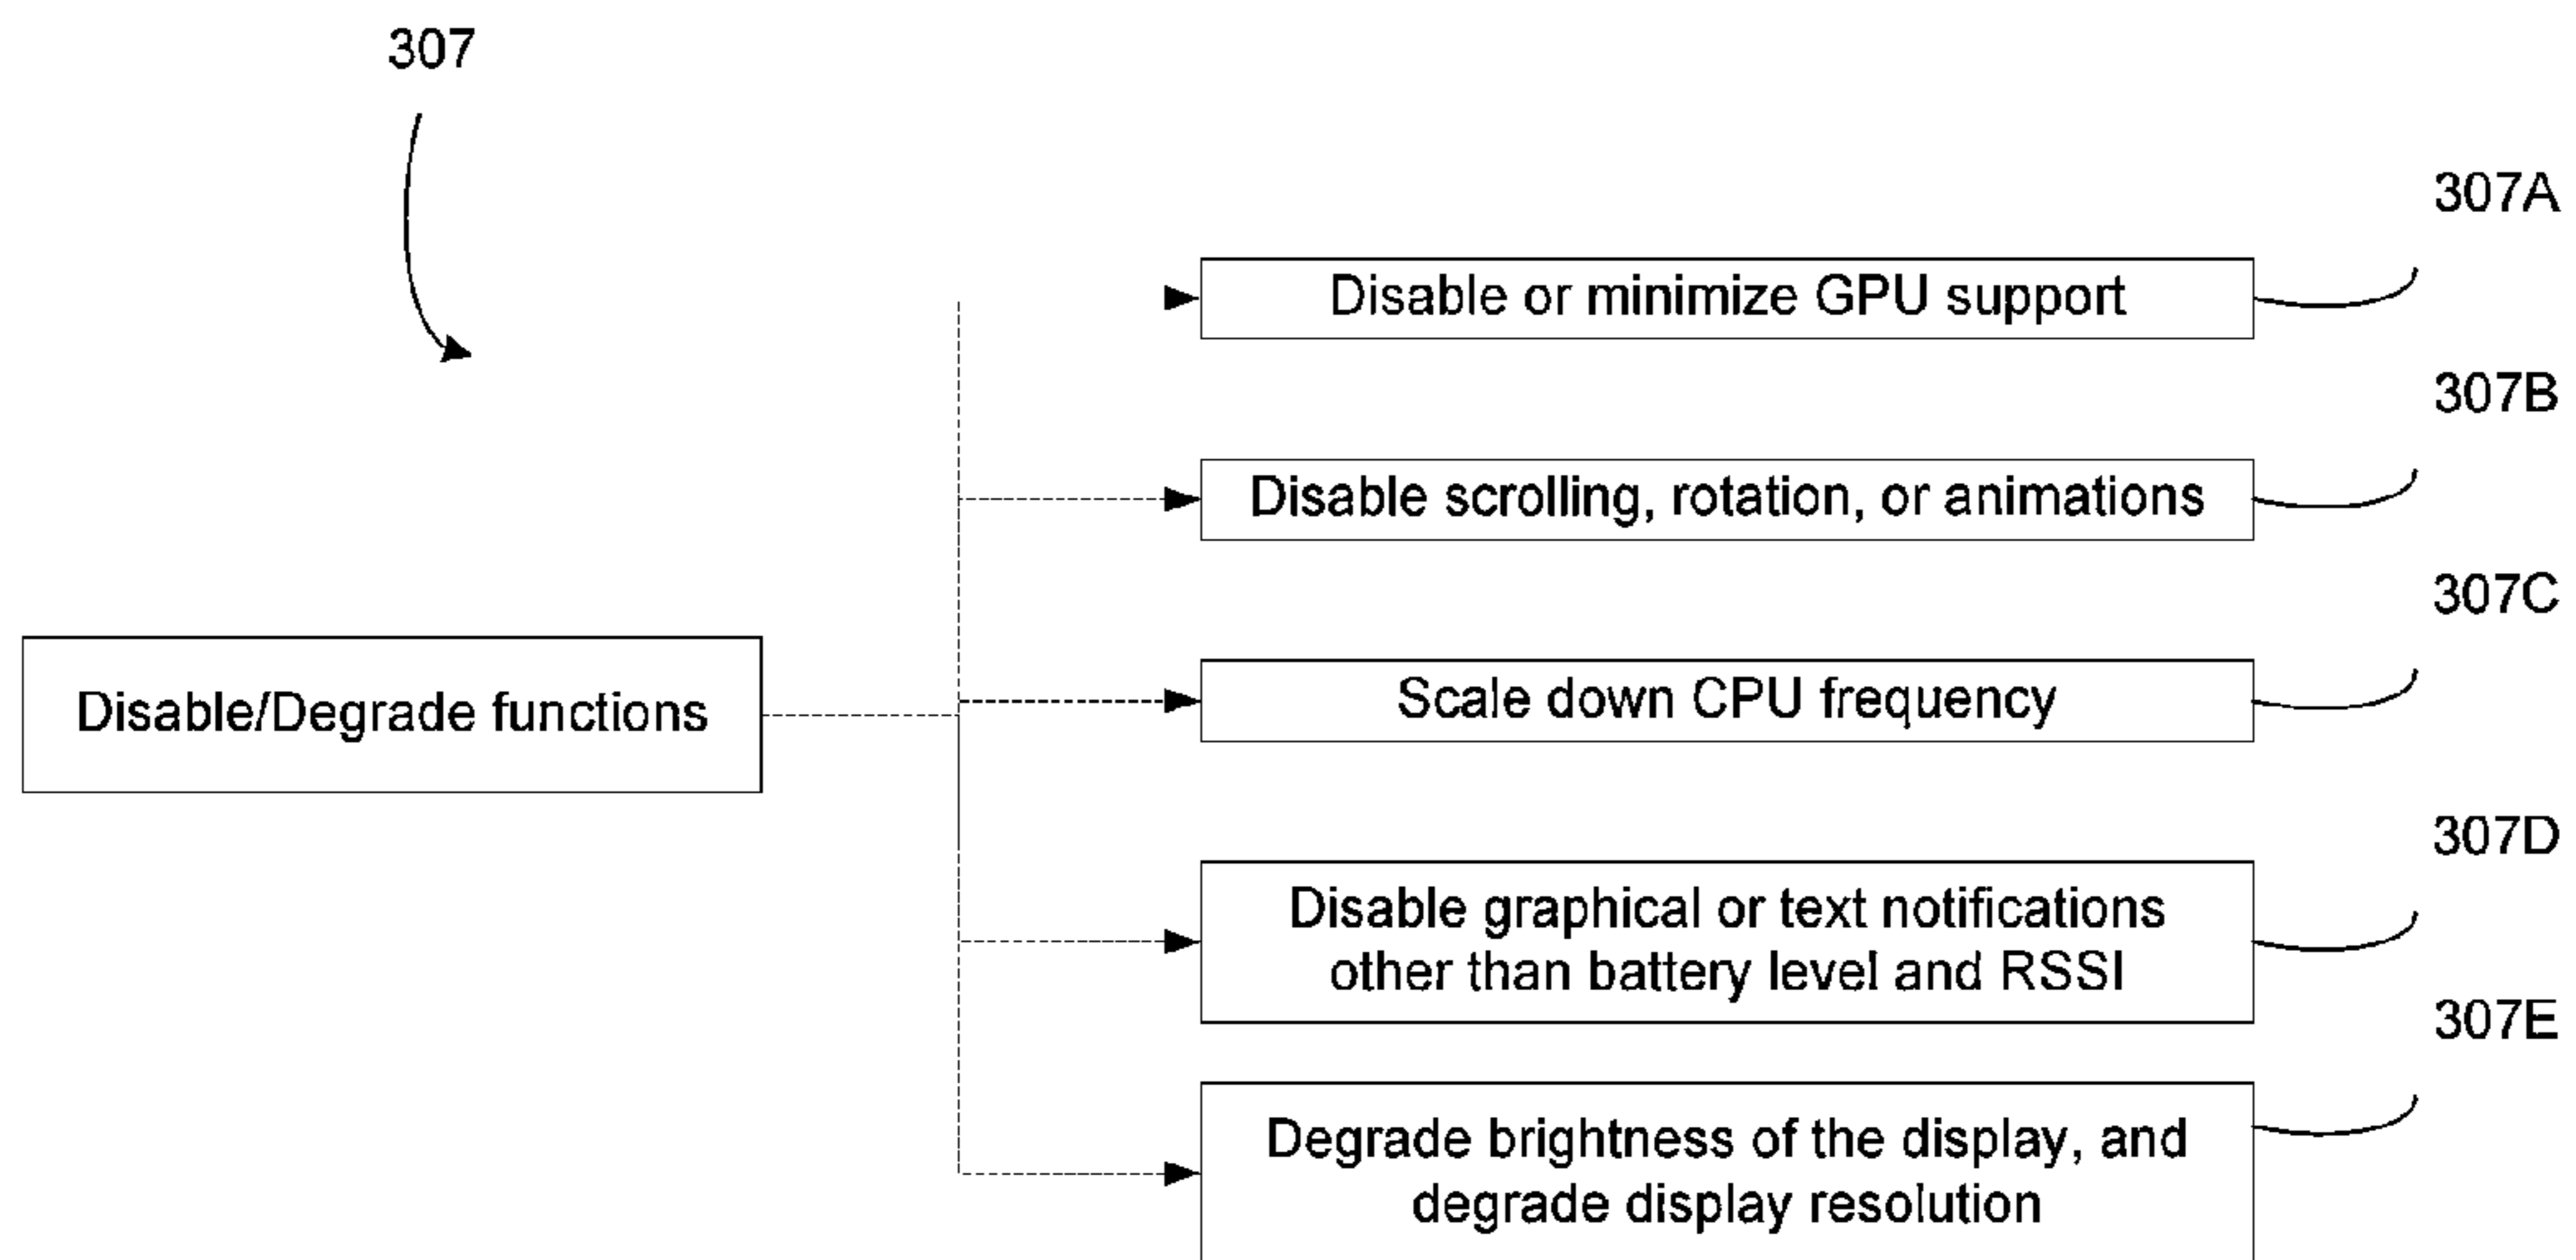 307
307A
Disable or minimize GPU support
307B
Disable scrolling, rotation, or animations
307C
Disable/Degrade functions
Scale down CPU frequency
307D
Disable graphical or text notifications
other than battery level and RSSI
307E
Degrade brightness of the display, and
degrade display resolution